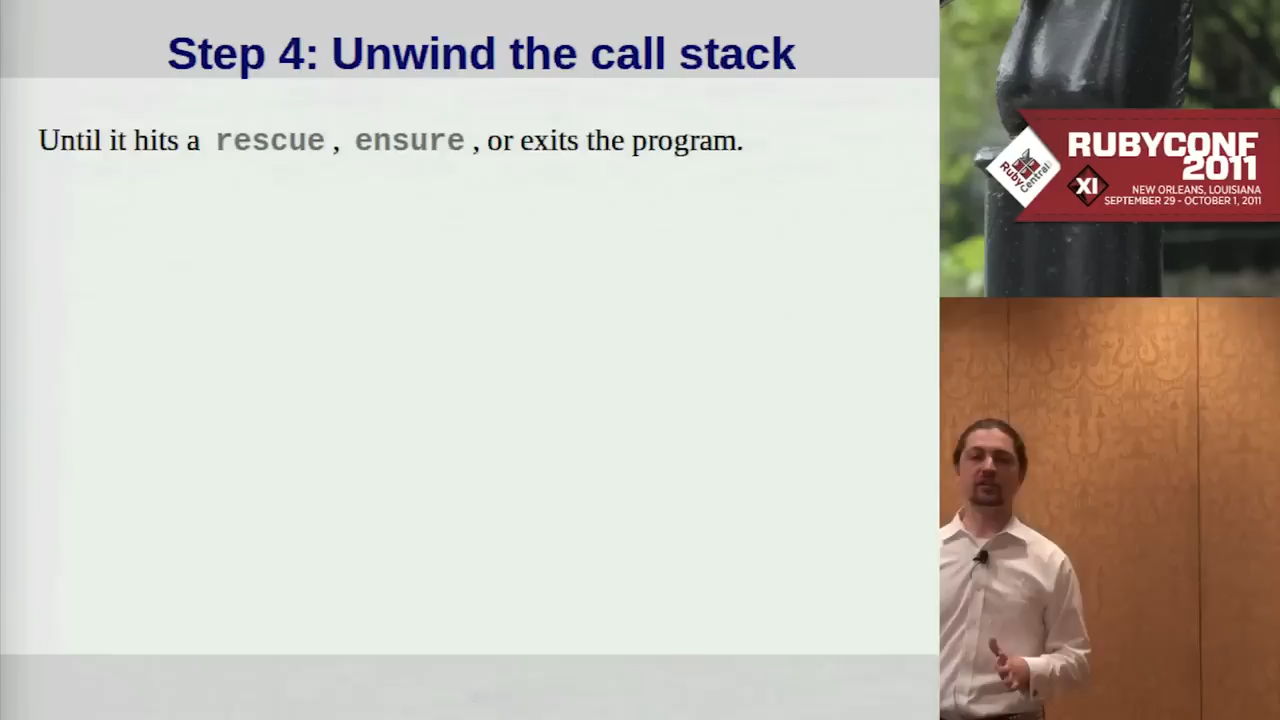 Step 4: Unwind the call stack
Until it hits a rescue, ensure, or exits the program.
RUBYCONF
2011
RubyCentral
XI
NEW ORLEANS, LOUISIANA
SEPTEMBER 29 - OCTOBER 1, 2011